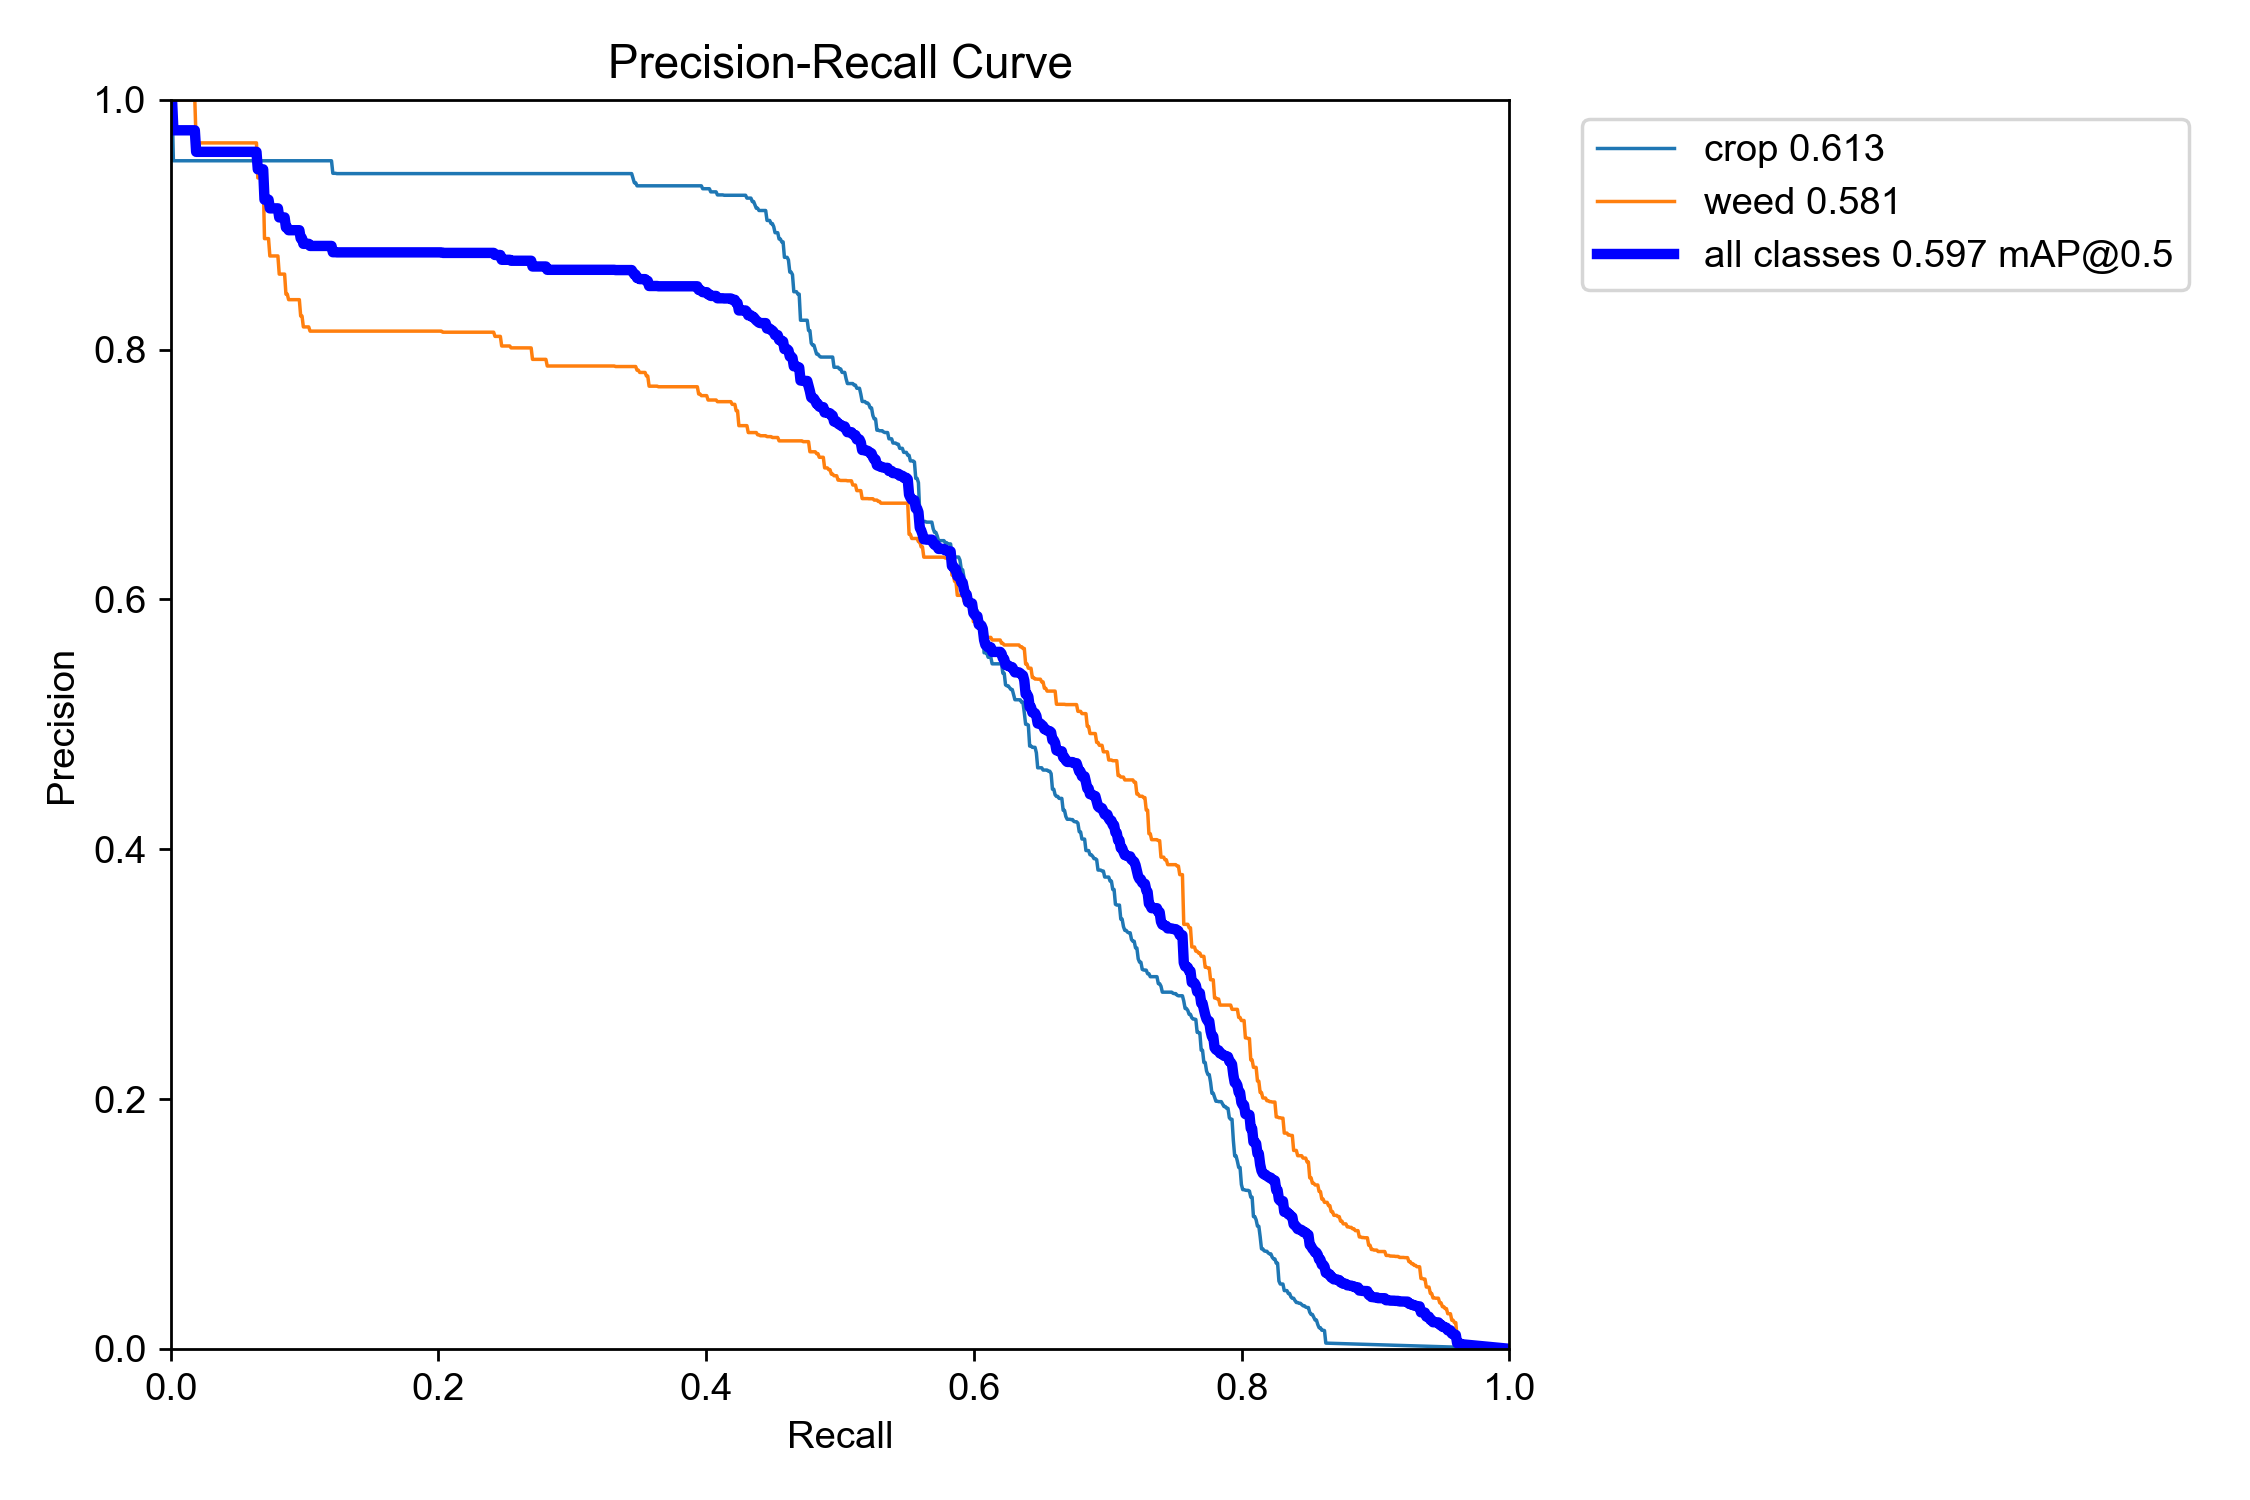 Precision-Recall Curve
crop 0.613
weed 0.581
all classes 0.597 mAP@0.5
1.0
0.8
0.6
0.4
0.2
0.0
Precision
0.0 0.2 0.4 0.6 0.8 1.0
Recall